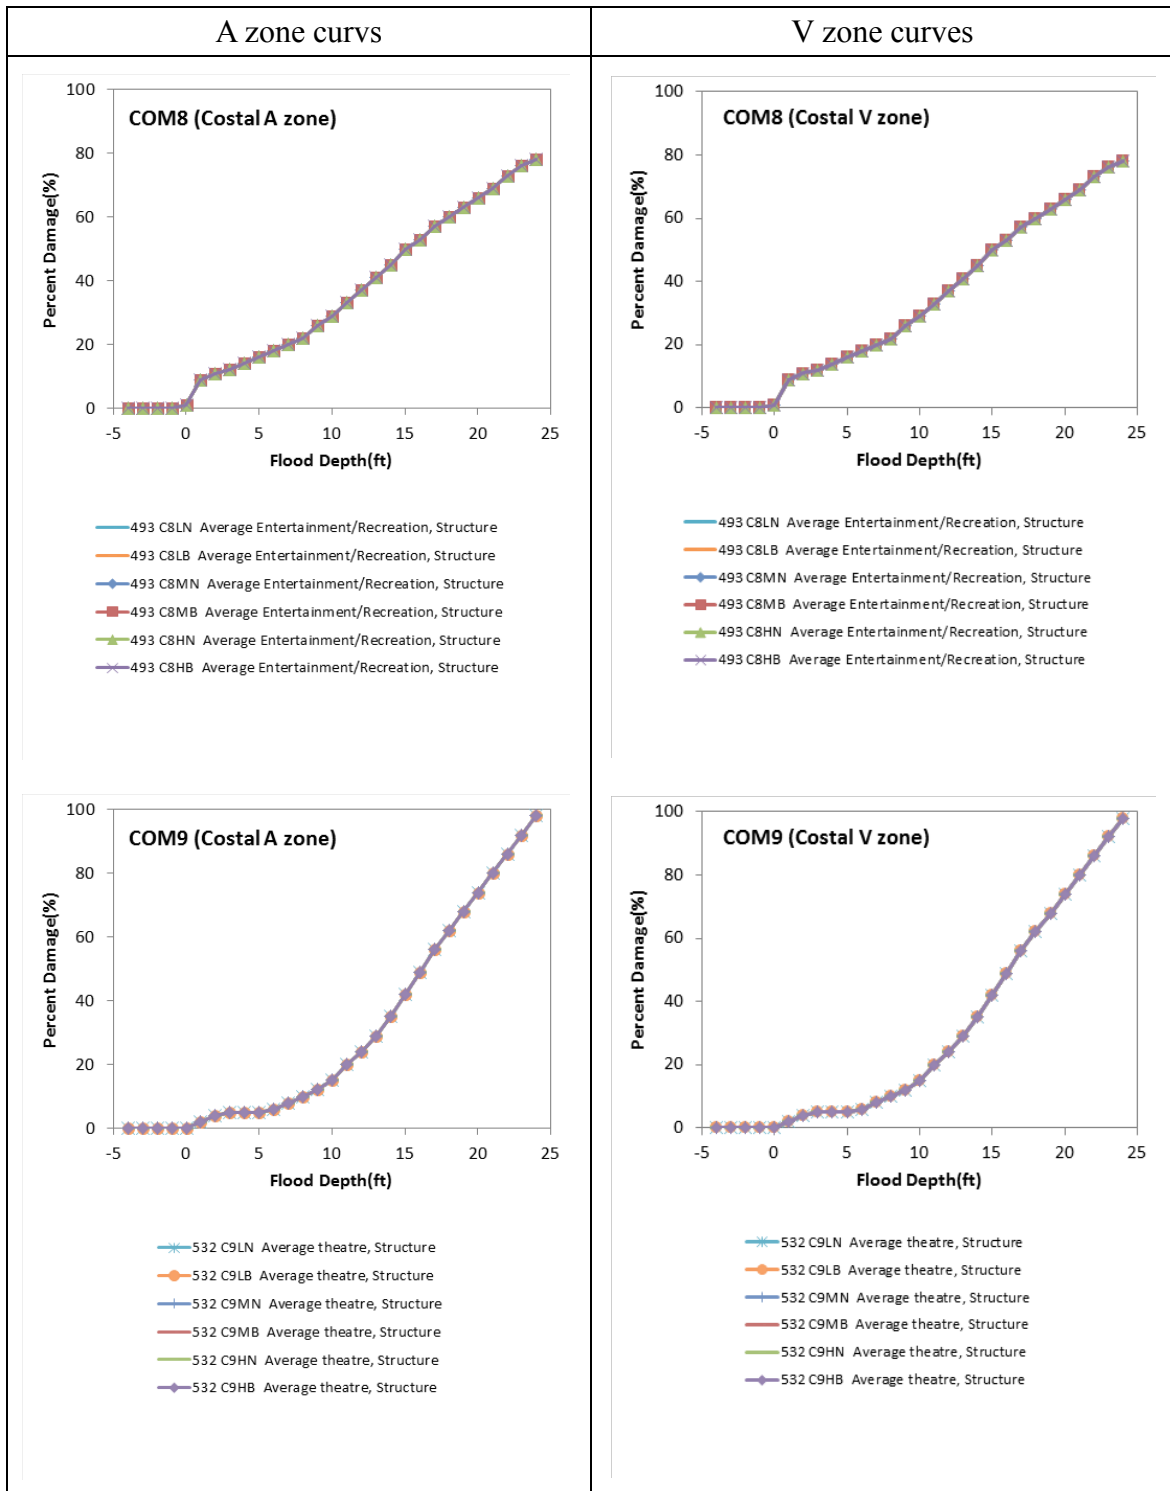 A zone curvs
V zone curves
COM8 (Costal A zone)
Percent Damage(%)
100
80
60
40
20
0
-5 0 5 10 15 20 25
Flood Depth(ft)
493 C8LN Average Entertainment/Recreation, Structure
493 C8LB Average Entertainment/Recreation, Structure
493 C8MN Average Entertainment/Recreation, Structure
493 C8MB Average Entertainment/Recreation, Structure
493 C8HN Average Entertainment/Recreation, Structure
493 C8HB Average Entertainment/Recreation, Structure
COM8 (Costal V zone)
Percent Damage(%)
100
80
60
40
20
0
-5 0 5 10 15 20 25
Flood Depth(ft)
493 C8LN Average Entertainment/Recreation, Structure
493 C8LB Average Entertainment/Recreation, Structure
493 C8MN Average Entertainment/Recreation, Structure
493 C8MB Average Entertainment/Recreation, Structure
493 C8HN Average Entertainment/Recreation, Structure
493 C8HB Average Entertainment/Recreation, Structure
COM9 (Costal A zone)
Percent Damage(%)
100
80
60
40
20
0
-5 0 5 10 15 20 25
Flood Depth(ft)
532 C9LN Average theatre, Structure
532 C9LB Average theatre, Structure
532 C9MN Average theatre, Structure
532 C9MB Average theatre, Structure
532 C9HN Average theatre, Structure
532 C9HB Average theatre, Structure
COM9 (Costal V zone)
Percent Damage(%)
100
80
60
40
20
0
-5 0 5 10 15 20 25
Flood Depth(ft)
532 C9LN Average theatre, Structure
532 C9LB Average theatre, Structure
532 C9MN Average theatre, Structure
532 C9MB Average theatre, Structure
532 C9HN Average theatre, Structure
532 C9HB Average theatre, Structure